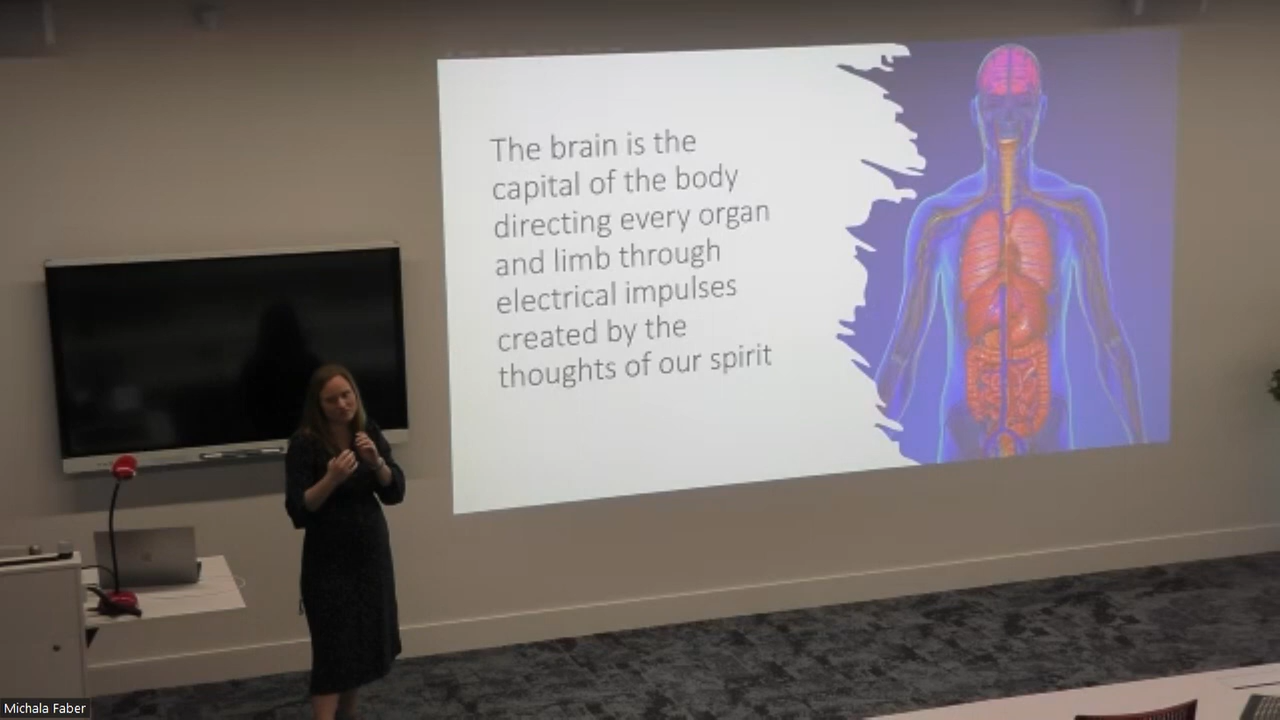 The brain is the
capital of the body
directing every organ
and limb through
electrical impulses
created by the
thoughts of our spirit
Michala Faber